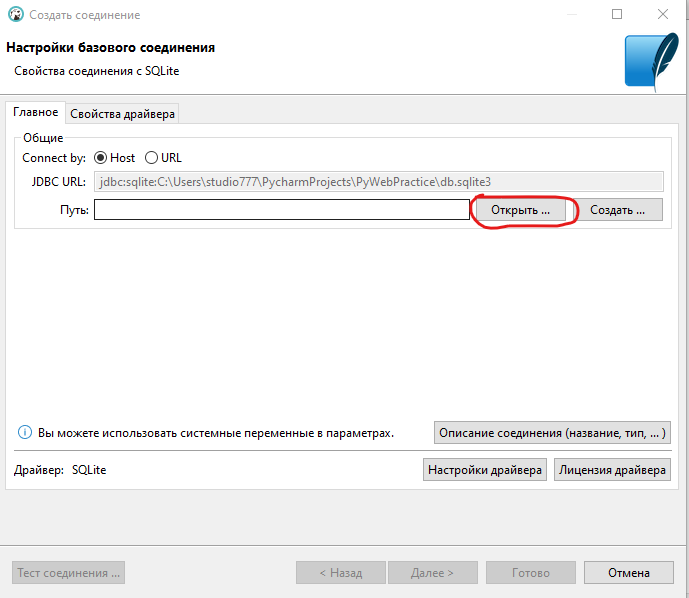 Создать соединение
Настройки базового соединения
Свойства соединения с SQLite
Главное Свойства драйвера
Общие
Connect by: Host URL
JDBC URL: jdbc:sqlite:C:\Users\studio777\PycharmProjects\PyWebPractice\db.sqlite3
Путь: Открыть ... Создать ...
Вы можете использовать системные переменные в параметрах. Описание соединения (название, тип, ... )
Драйвер: SQLite Настройки драйвера Лицензия драйвера
Тест соединения ... < Назад Далее > Готово Отмена